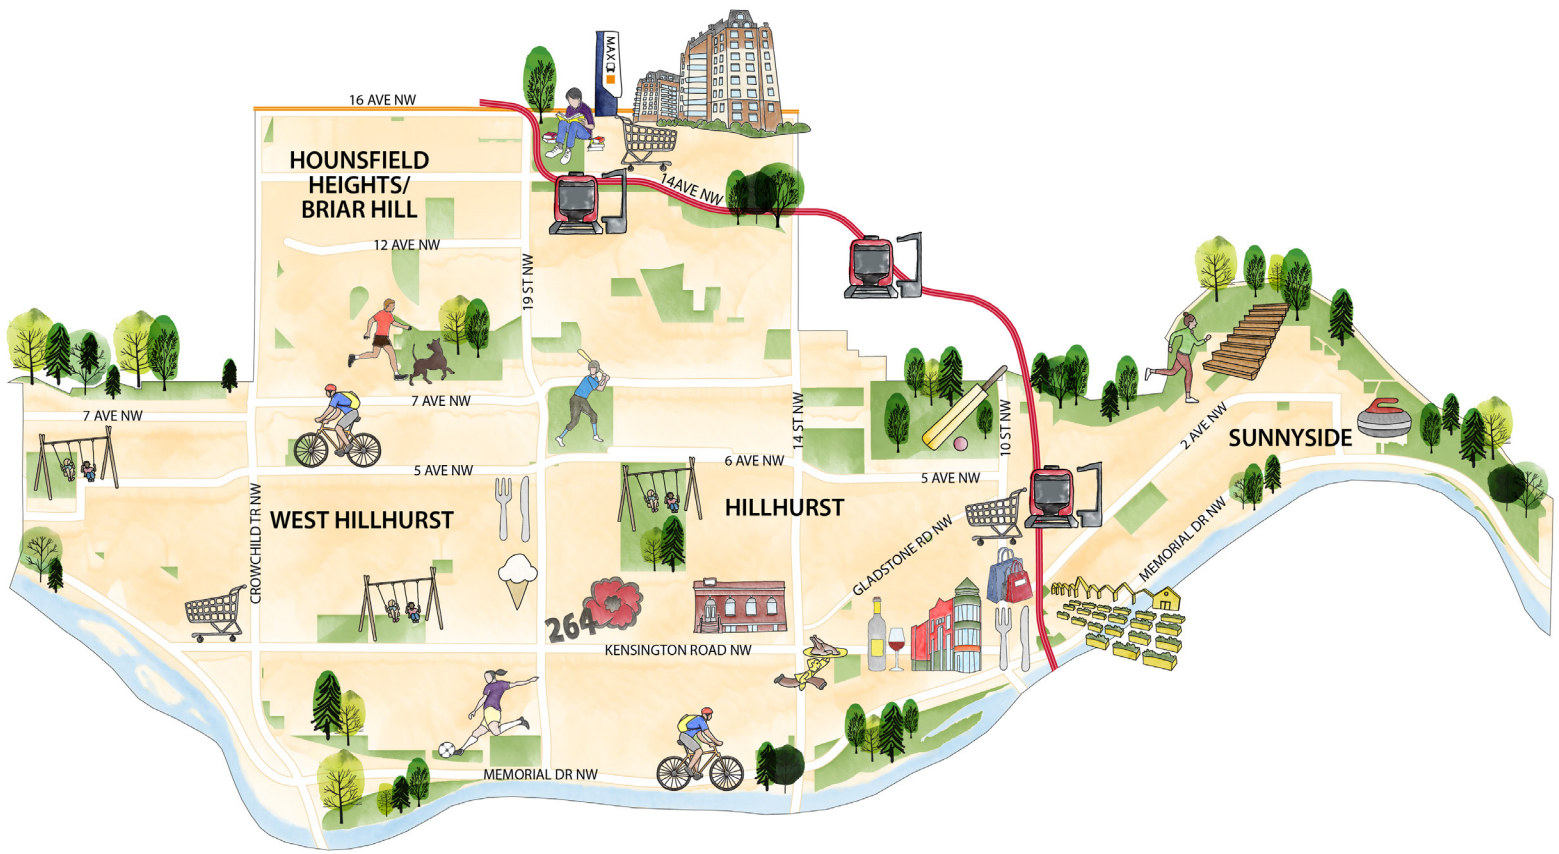 MAX
16 AVE NW
HOUNSFIELD
HEIGHTS/
BRIAR HILL
14AVE NW
12 AVE NW
19 ST NW
7 AVE NW
7 AVE NW
14 ST NW
10 ST NW
2 AVE NW
SUNNYSIDE
5 AVE NW
6 AVE NW
5 AVE NW
CROWCHILD TR NW
WEST HILLHURST
HILLHURST
GLADSTONE RD NW
MEMORIAL DR NW
264
KENSINGTON ROAD NW
MEMORIAL DR NW